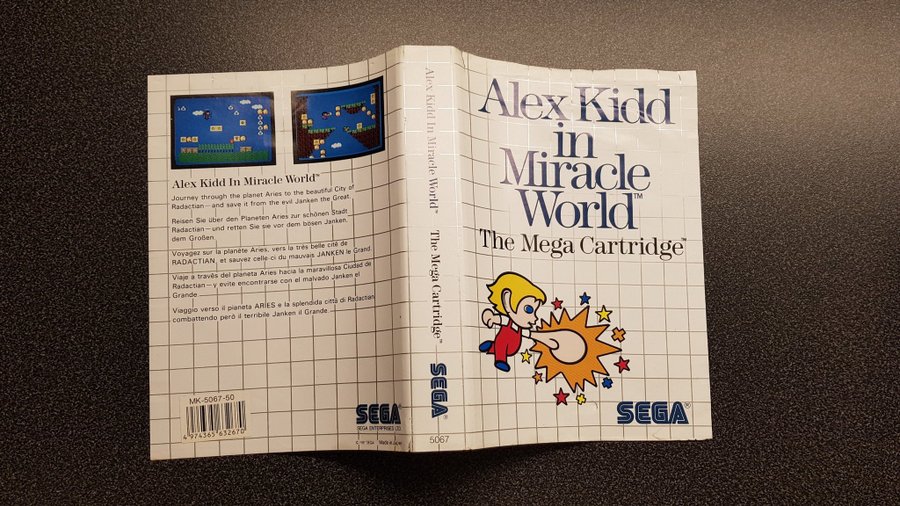 Alex Kidd In Miracle World™
Journey through the planet Aries to the beautiful City of
Radactian—and save it from the evil Janken the Great.
Reisen Sie über den Planeten Aries zur schönen Stadt
Radactian—und retten Sie sie vor dem bösen Janken,
dem Großen.
Voyagez sur la planète Aries, vers la très belle cité de
RADACTIAN, et sauvez celle-ci du mauvais JANKEN le Grand.
Viaje a través del planeta Aries hacia la maravillosa Ciudad de
Radactian—y evite encontrarse con el malvado Janken el
Grande.
Viaggio verso il pianeta ARIES e la splendida città di Radactian
combattendo però il terribile Janken il Grande.
MK-5067-50
4 974365 632670
SEGA®
SEGA ENTERPRISES LTD.
Alex Kidd In Miracle World™
The Mega Cartridge™
SEGA®
5067
Alex Kidd
in
Miracle
World™
The Mega Cartridge™
SEGA®